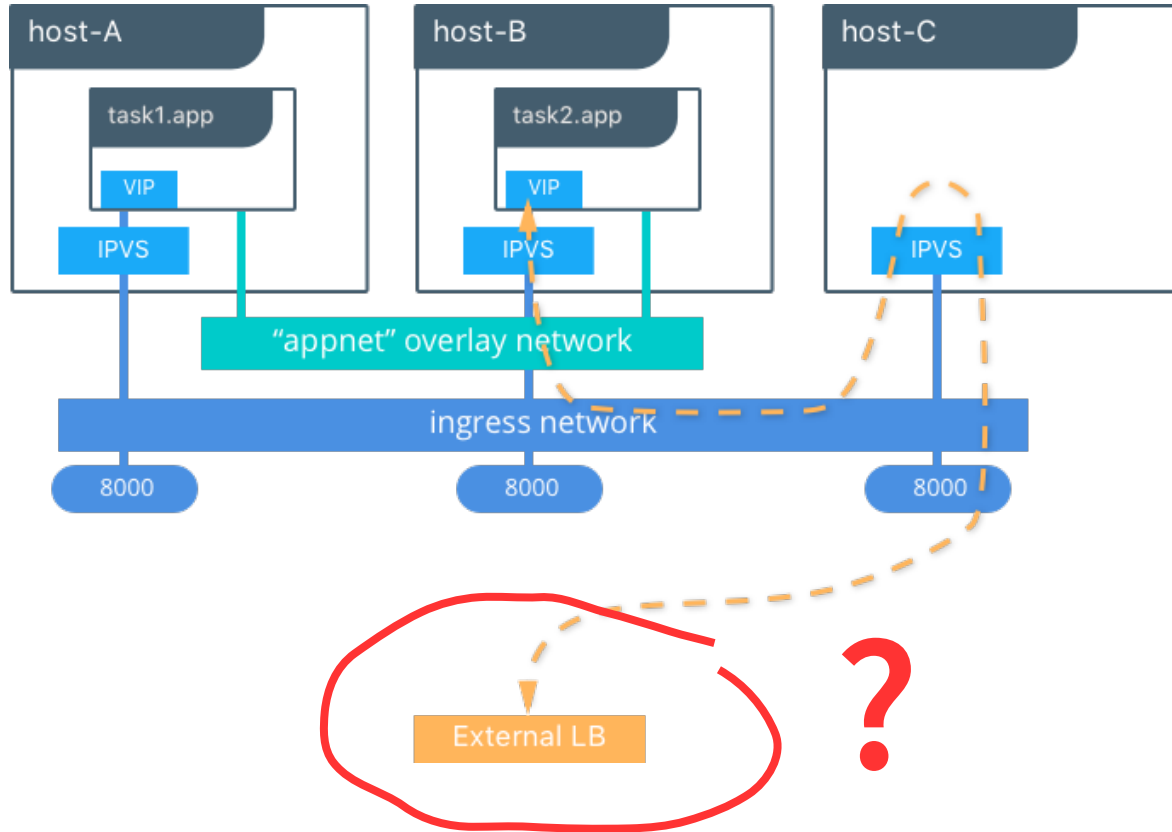 host-A
host-B
host-C
task1.app
task2.app
VIP
VIP
IPVS
IPVS
IPVS
“appnet” overlay network
ingress network
8000
8000
8000
?
External LB